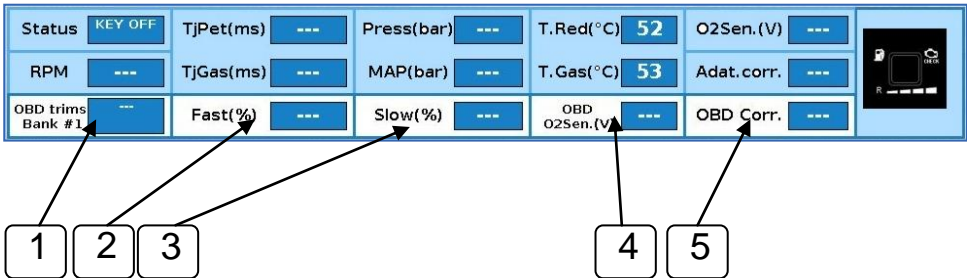 Status KEY OFF TjPet(ms) --- Press(bar) --- T.Red(°C) 52 O2Sen.(V) ---
RPM --- TjGas(ms) --- MAP(bar) --- T.Gas(°C) 53 Adat.corr. ---
CHECK
R
OBD trims
Bank #1 --- Fast(%) --- Slow(%) --- OBD
O2Sen.(V) --- OBD Corr. ---
1 2 3 4 5